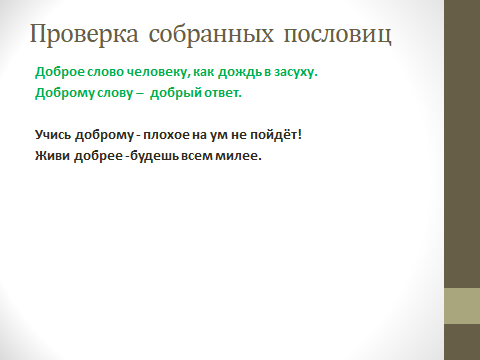 Проверка собранных пословиц
Доброе слово человеку, как дождь в засуху.
Доброму слову – добрый ответ.
Учись доброму - плохое на ум не пойдёт!
Живи добрее -будешь всем милее.